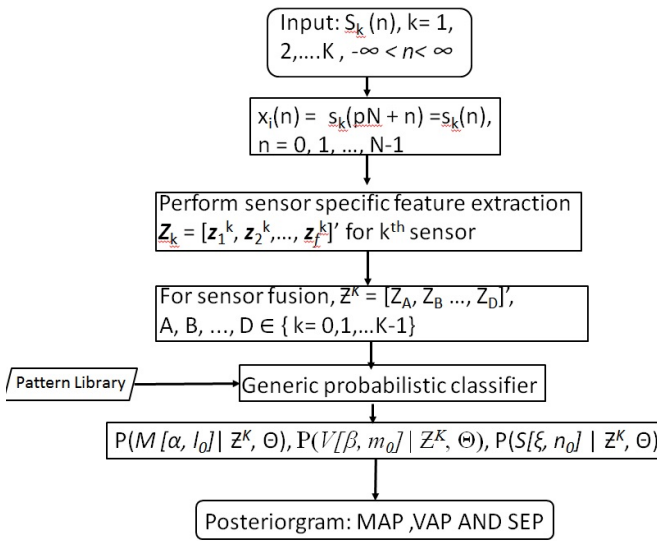 Input: S_k (n), k= 1,
2,....K , -∞ < n< ∞
x_i(n) = s_k(pN + n) =s_k(n),
n = 0, 1, ..., N-1
Perform sensor specific feature extraction
Z_k = [z_1^k, z_2^k,..., z_f^k]' for k^th sensor
For sensor fusion, Ƶ^K = [Z_A, Z_B ..., Z_D]',
A, B, ..., D ∈ { k= 0,1,...K-1}
Pattern Library
Generic probabilistic classifier
P(M [α, l_0] | Ƶ^K, Θ), P(V[β, m_0] | Ƶ^K, Θ), P(S[ξ, n_0] | Ƶ^K, Θ)
Posteriorgram: MAP ,VAP AND SEP